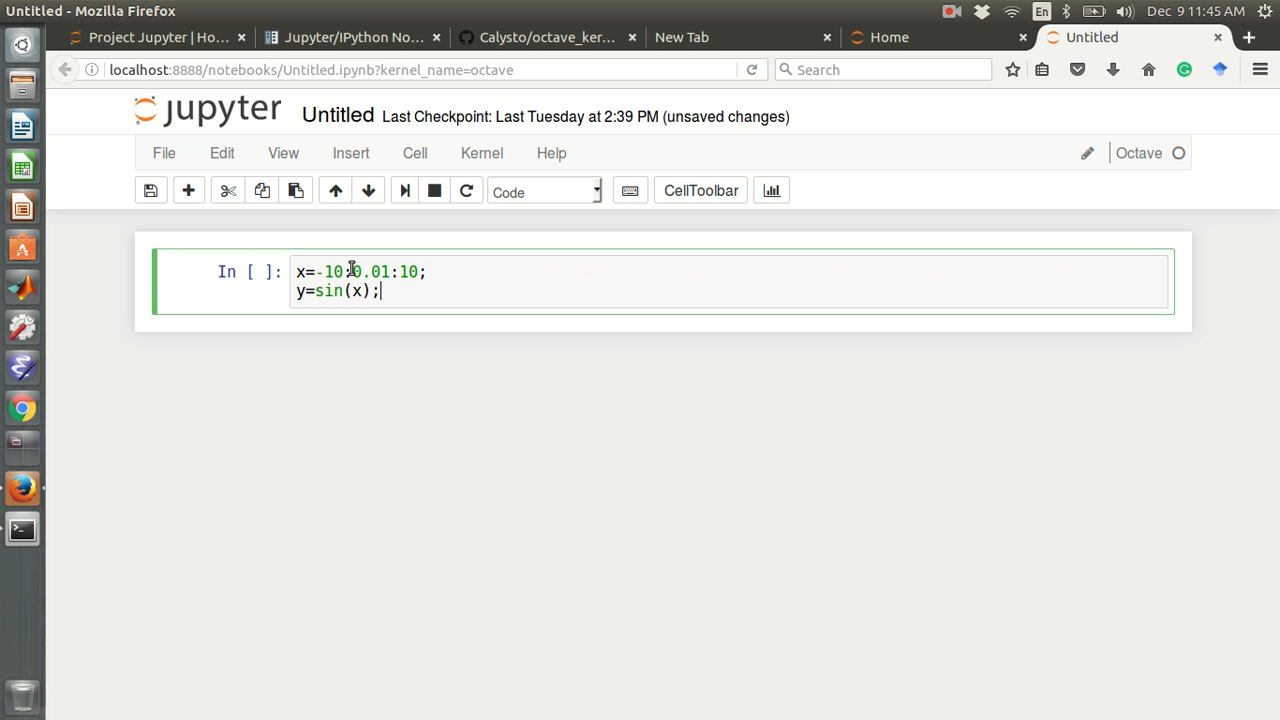 Untitled - Mozilla Firefox
En
Dec 9 11:45 AM
Project Jupyter | Ho...
Jupyter/IPython No...
Calysto/octave_ker...
New Tab
Home
Untitled
localhost:8888/notebooks/Untitled.ipynb?kernel_name=octave
Search
jupyter
Untitled
Last Checkpoint: Last Tuesday at 2:39 PM (unsaved changes)
File
Edit
View
Insert
Cell
Kernel
Help
Octave
Code
CellToolbar
In [ ]:
x=-10:0.01:10;
y=sin(x);